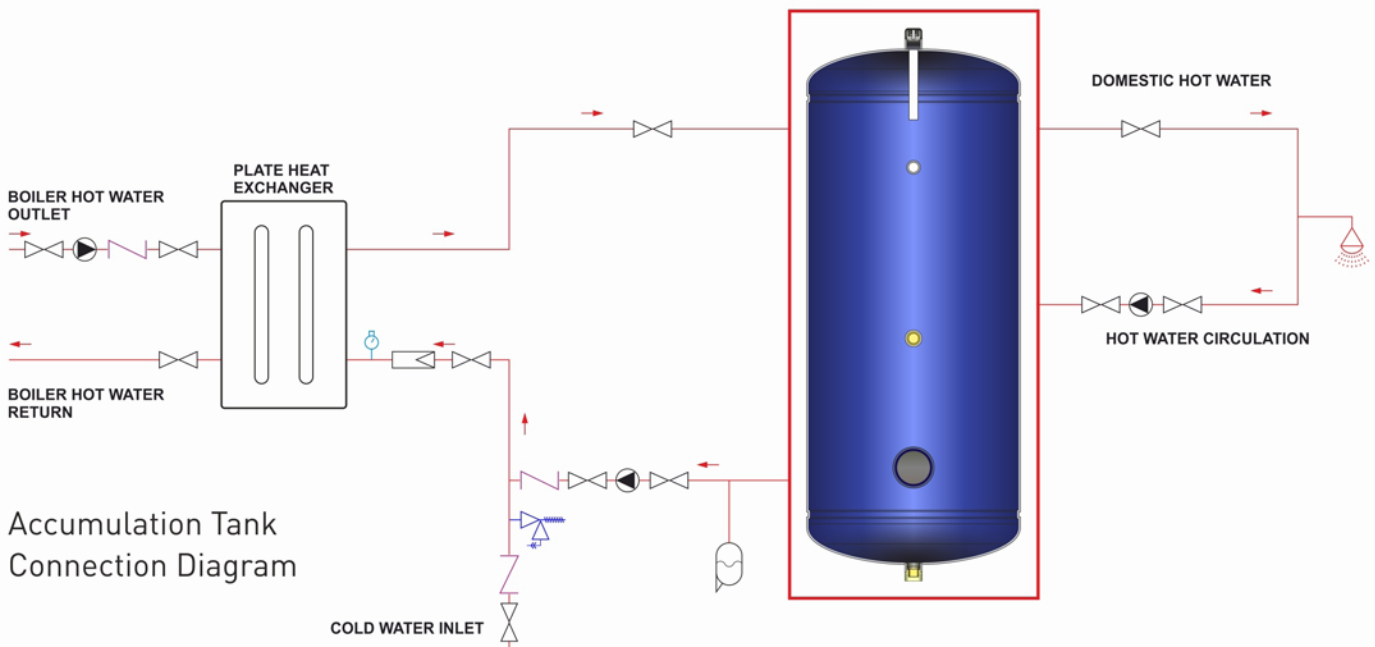 DOMESTIC HOT WATER
PLATE HEAT
EXCHANGER
BOILER HOT WATER
OUTLET
HOT WATER CIRCULATION
BOILER HOT WATER
RETURN
Accumulation Tank
Connection Diagram
COLD WATER INLET